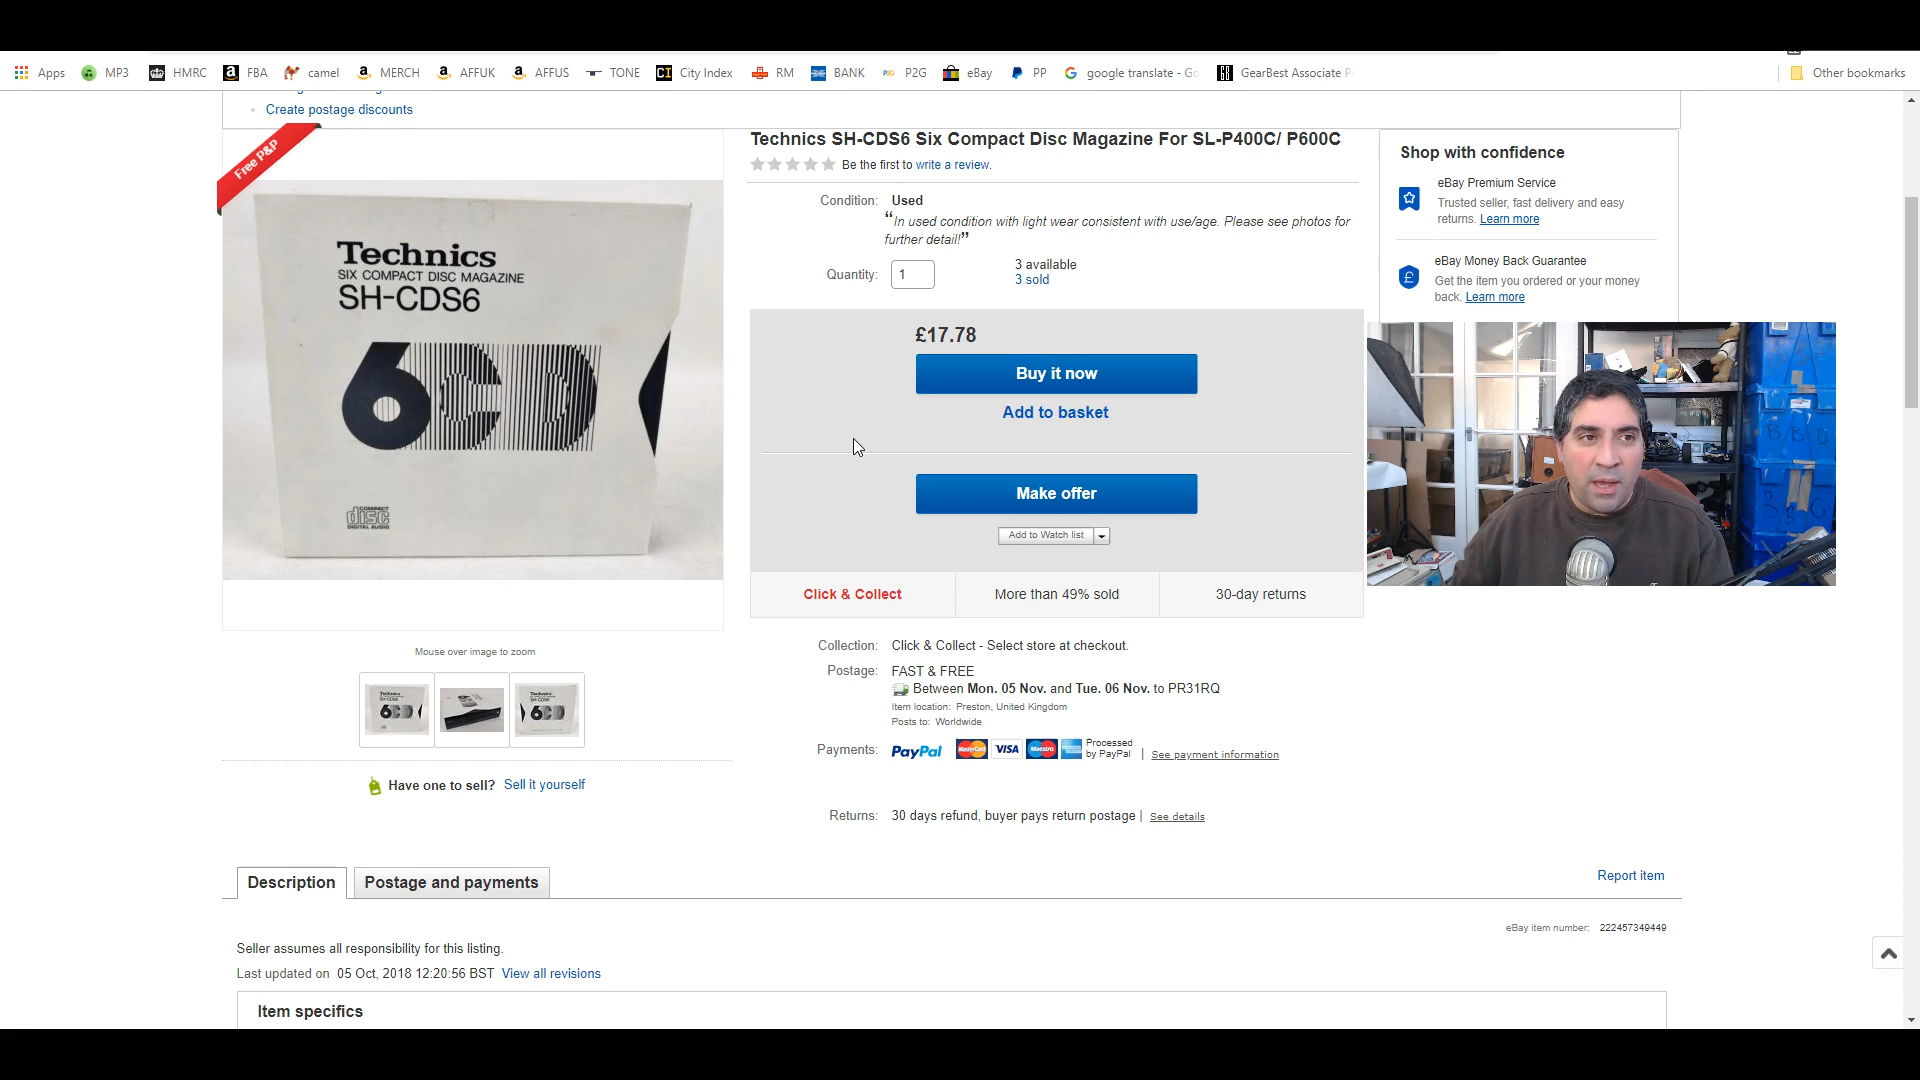 Apps
MP3
HMRC
FBA
camel
MERCH
AFFUK
AFFUS
TONE
City Index
RM
BANK
P2G
eBay
PP
google translate - Go
GearBest Associate P
Other bookmarks
Create postage discounts
Free P&P
Technics
SIX COMPACT DISC MAGAZINE
SH-CDS6
6CD
COMPACT
disc
DIGITAL AUDIO
Mouse over image to zoom
Have one to sell? Sell it yourself
Technics SH-CDS6 Six Compact Disc Magazine For SL-P400C/ P600C
Be the first to write a review.
Condition: Used
“In used condition with light wear consistent with use/age. Please see photos for
further detail!”
Quantity: 1
3 available
3 sold
£17.78
Buy it now
Add to basket
Make offer
Add to Watch list
Click & Collect
More than 49% sold
30-day returns
Collection: Click & Collect - Select store at checkout.
Postage: FAST & FREE
Between Mon. 05 Nov. and Tue. 06 Nov. to PR31RQ
Item location: Preston, United Kingdom
Posts to: Worldwide
Payments: PayPal MasterCard VISA Maestro Processed
by PayPal | See payment information
Returns: 30 days refund, buyer pays return postage | See details
Shop with confidence
eBay Premium Service
Trusted seller, fast delivery and easy
returns. Learn more
eBay Money Back Guarantee
Get the item you ordered or your money
back. Learn more
Description
Postage and payments
Report item
eBay item number: 222457349449
Seller assumes all responsibility for this listing.
Last updated on 05 Oct, 2018 12:20:56 BST View all revisions
Item specifics